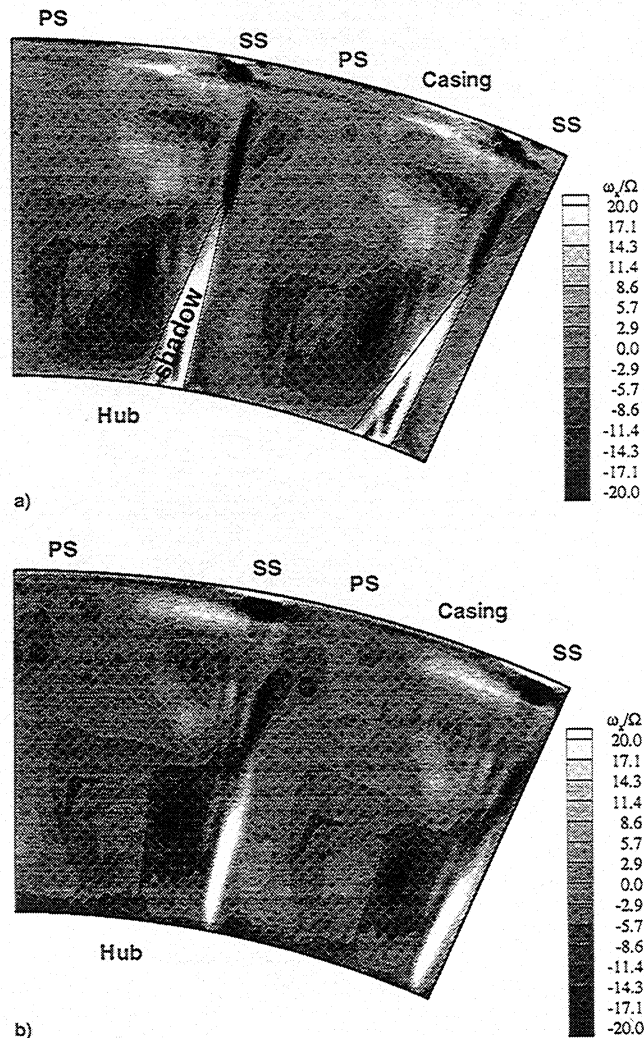 PS
SS
PS
Casing
SS
ωx/Ω
20.0
17.1
14.3
11.4
8.6
5.7
2.9
0.0
-2.9
-5.7
-8.6
-11.4
-14.3
-17.1
-20.0
shadow
Hub
a)
PS
SS
PS
Casing
SS
ωx/Ω
20.0
17.1
14.3
11.4
8.6
5.7
2.9
0.0
-2.9
-5.7
-8.6
-11.4
-14.3
-17.1
-20.0
Hub
b)